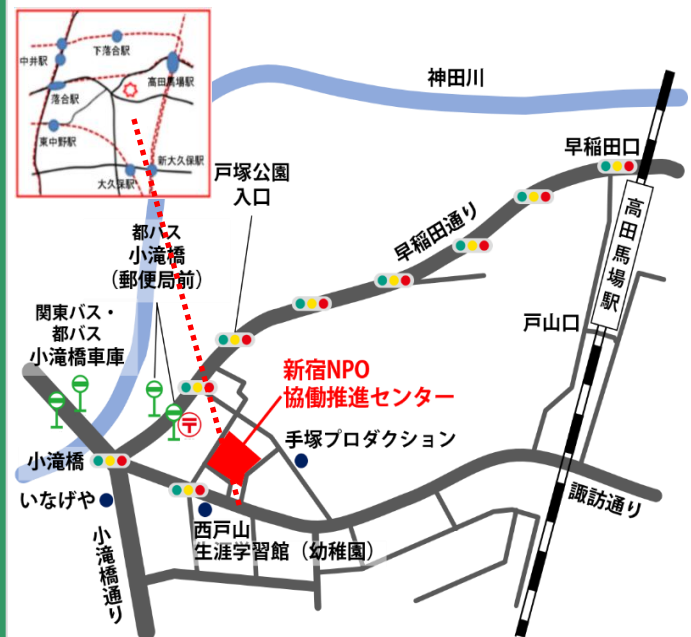 中井駅
下落合駅
高田馬場駅
落合駅
東中野駅
新大久保駅
大久保駅
神田川
早稲田口
戸塚公園
入口
早稲田通り
高田馬場駅
都バス
小滝橋
（郵便局前）
関東バス・
都バス
小滝橋車庫
戸山口
新宿NPO
協働推進センター
手塚プロダクション
小滝橋
いなげや
諏訪通り
西戸山
生涯学習館（幼稚園）
小滝橋通り